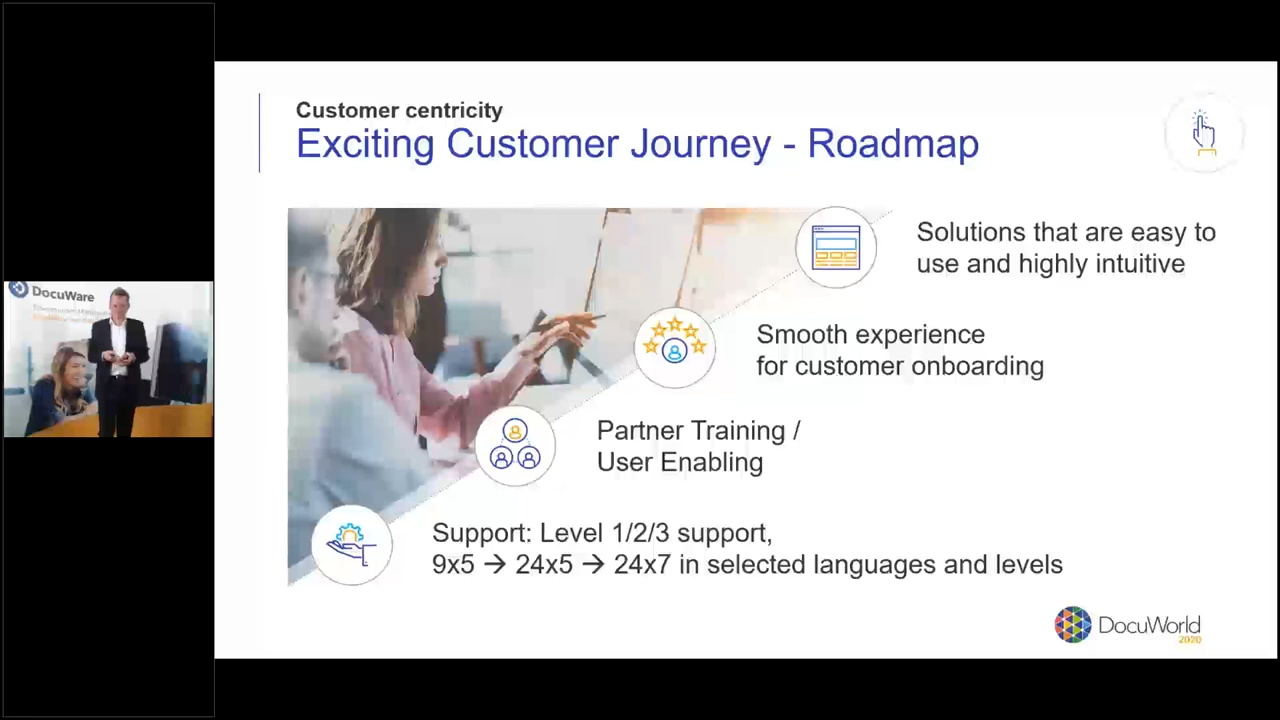 Customer centricity
Exciting Customer Journey - Roadmap
Solutions that are easy to
use and highly intuitive
Smooth experience
for customer onboarding
Partner Training /
User Enabling
Support: Level 1/2/3 support,
9x5 → 24x5 → 24x7 in selected languages and levels
DocuWorld
2020
DocuWare